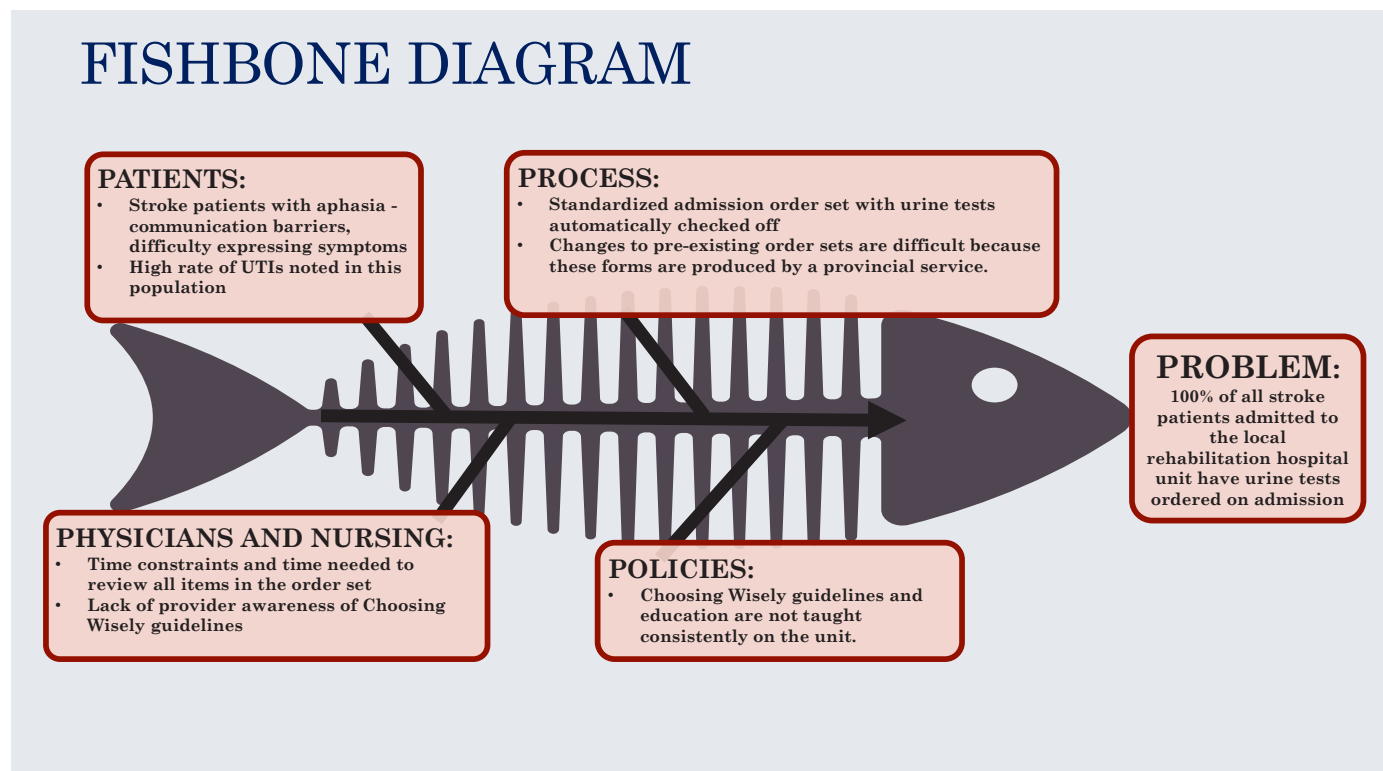 FISHBONE DIAGRAM
PATIENTS:
• Stroke patients with aphasia -
communication barriers,
difficulty expressing symptoms
• High rate of UTIs noted in this
population
PROCESS:
• Standardized admission order set with urine tests
automatically checked off
• Changes to pre-existing order sets are difficult because
these forms are produced by a provincial service.
PROBLEM:
100% of all stroke
patients admitted to
the local
rehabilitation hospital
unit have urine tests
ordered on admission
PHYSICIANS AND NURSING:
• Time constraints and time needed to
review all items in the order set
• Lack of provider awareness of Choosing
Wisely guidelines
POLICIES:
• Choosing Wisely guidelines and
education are not taught
consistently on the unit.